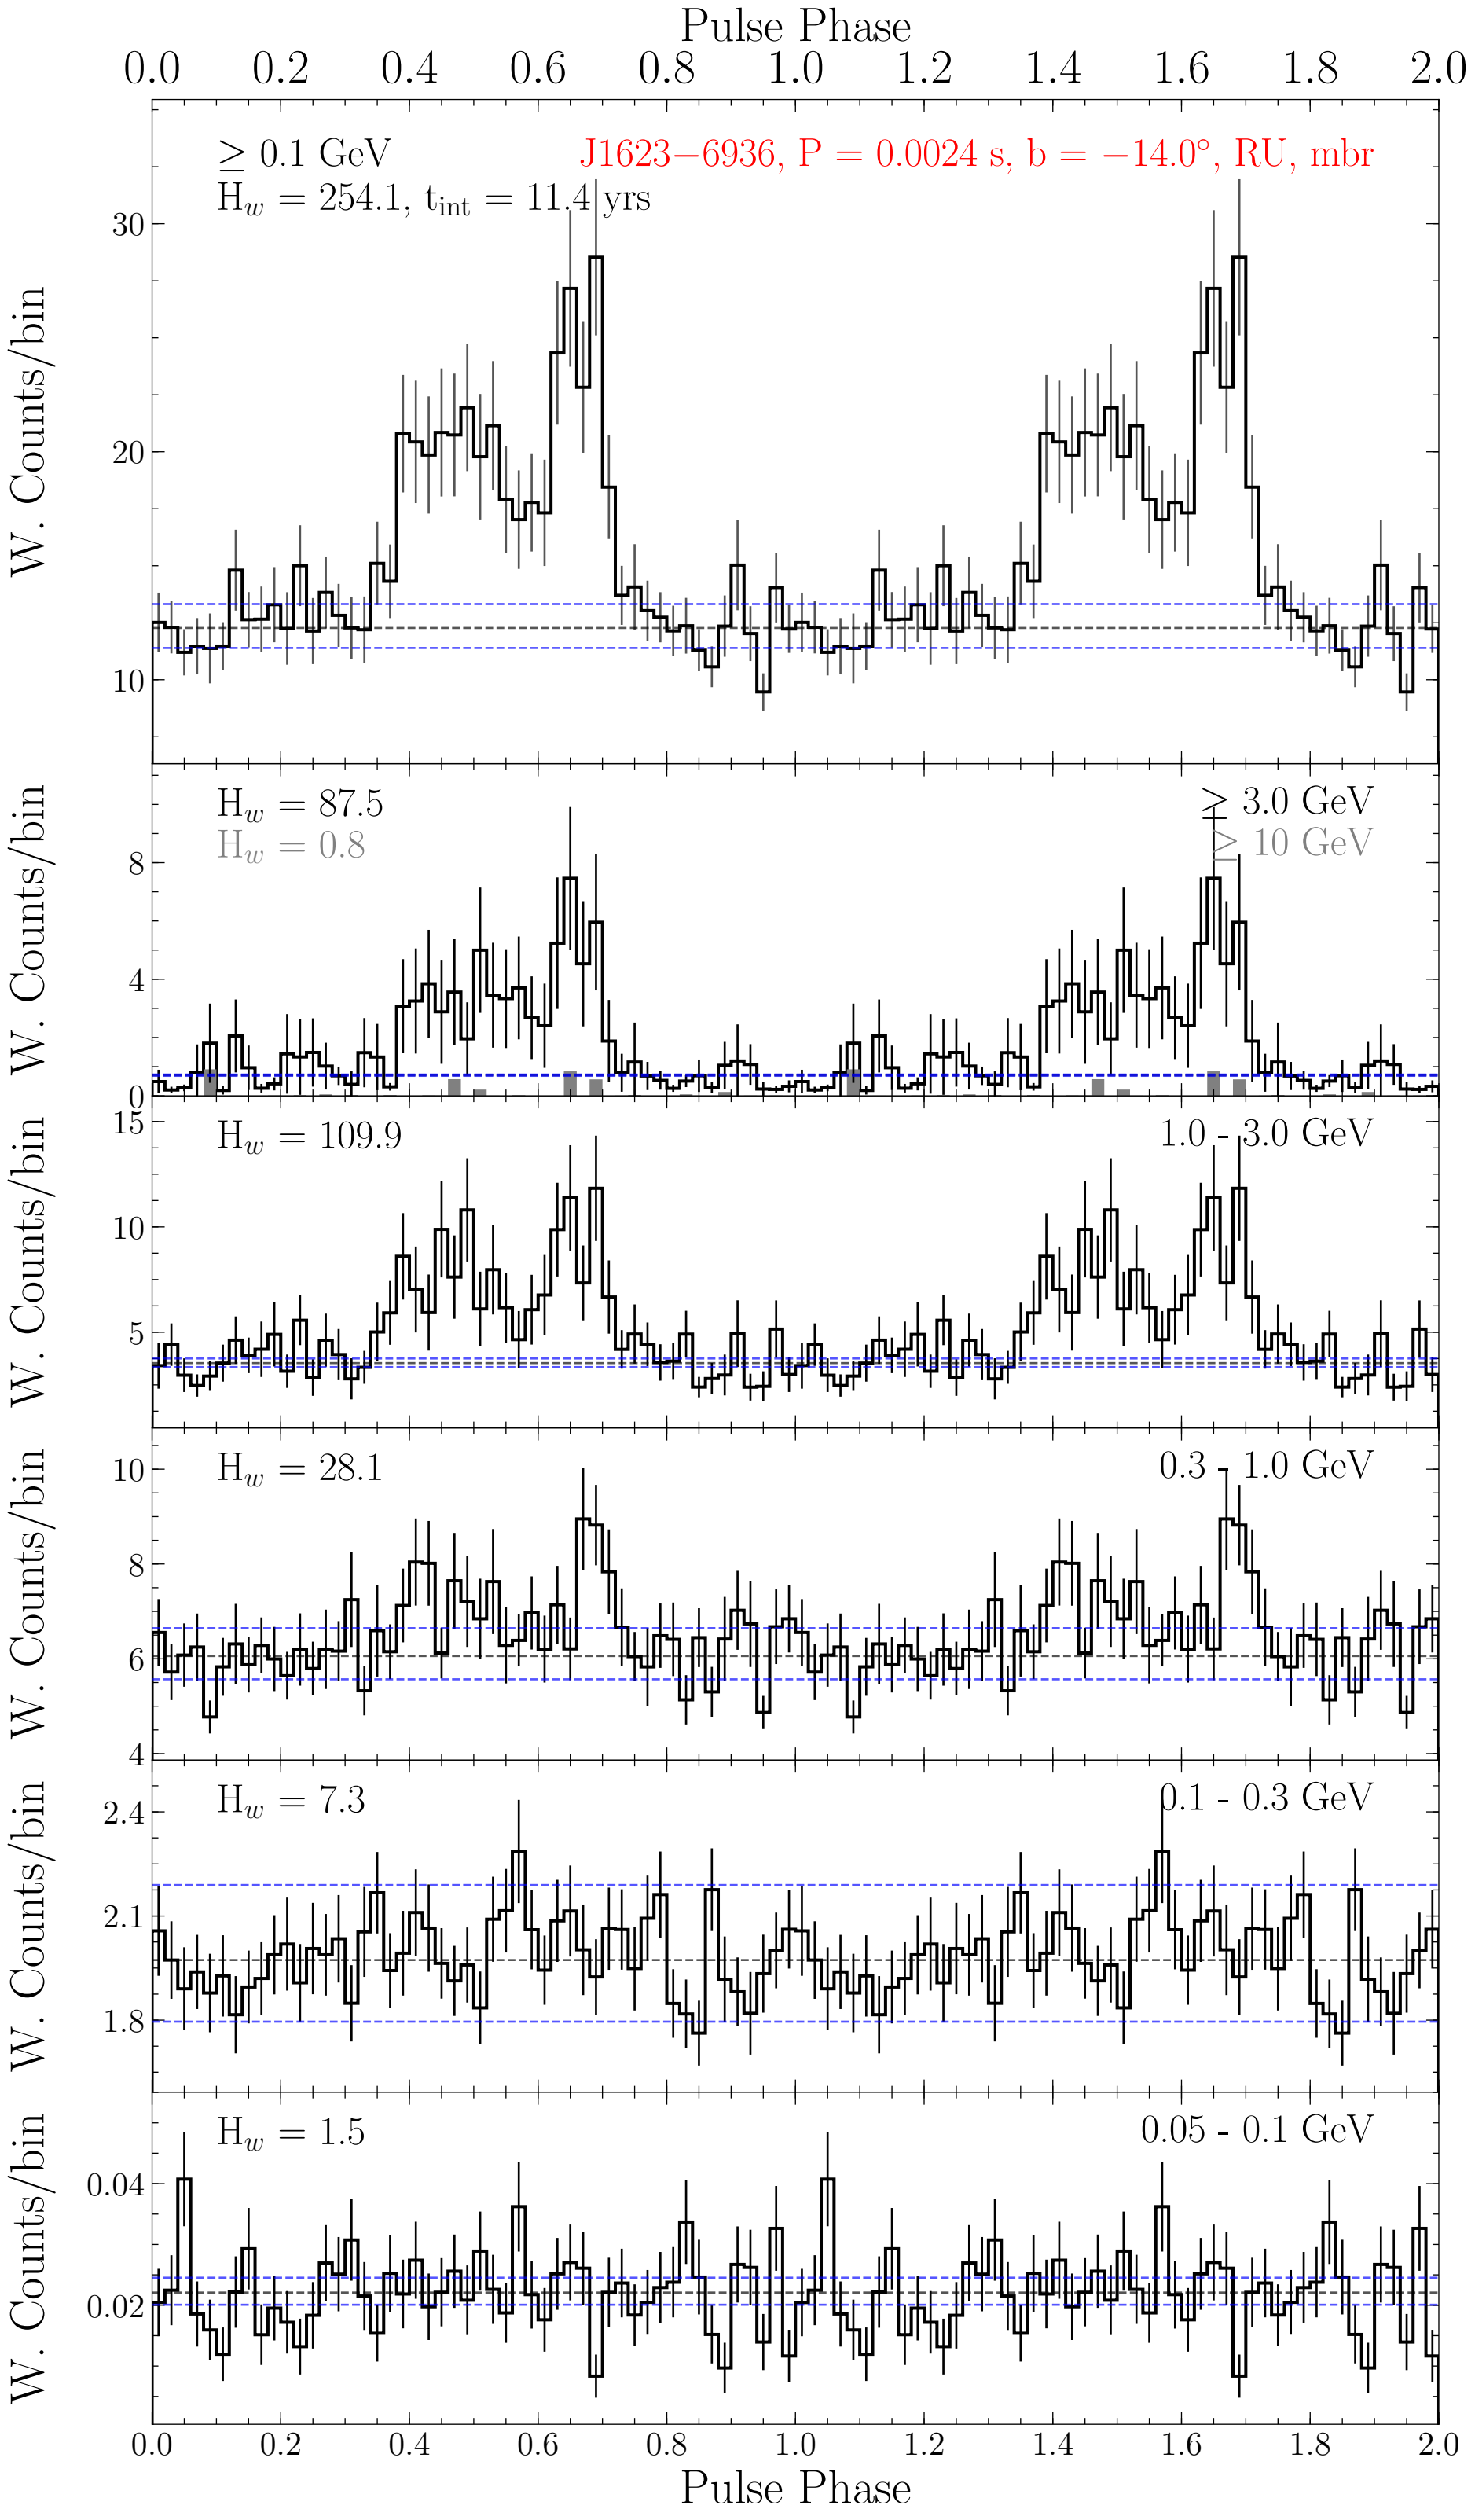 Pulse Phase
0.0 0.2 0.4 0.6 0.8 1.0 1.2 1.4 1.6 1.8 2.0
≥ 0.1 GeV
J1623−6936, P = 0.0024 s, b = −14.0°, RU, mbr
H_w = 254.1, t_int = 11.4 yrs
30
20
10
W. Counts/bin
H_w = 87.5
≥ 3.0 GeV
H_w = 0.8
≥ 10 GeV
8
4
0
W. Counts/bin
H_w = 109.9
1.0 - 3.0 GeV
15
10
5
W. Counts/bin
H_w = 28.1
0.3 - 1.0 GeV
10
8
6
4
W. Counts/bin
H_w = 7.3
0.1 - 0.3 GeV
2.4
2.1
1.8
W. Counts/bin
H_w = 1.5
0.05 - 0.1 GeV
0.04
0.02
W. Counts/bin
0.0 0.2 0.4 0.6 0.8 1.0 1.2 1.4 1.6 1.8 2.0
Pulse Phase